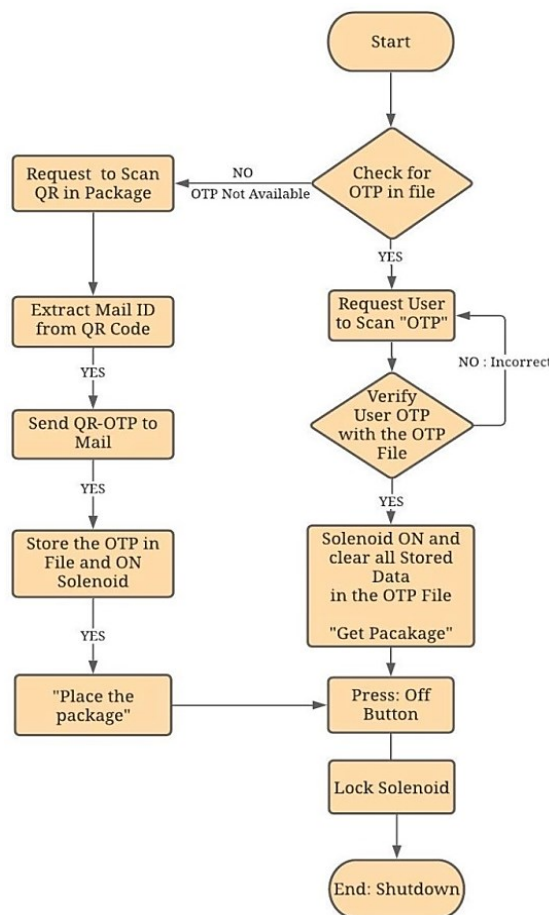 Start
Check for
OTP in file
NO
OTP Not Available
Request to Scan
QR in Package
Extract Mail ID
from QR Code
YES
Send QR-OTP to
Mail
YES
Store the OTP in
File and ON
Solenoid
YES
"Place the
package"
YES
Request User
to Scan "OTP"
NO : Incorrect
Verify
User OTP
with the OTP
File
YES
Solenoid ON and
clear all Stored
Data
in the OTP File
"Get Pacakage"
Press: Off
Button
Lock Solenoid
End: Shutdown